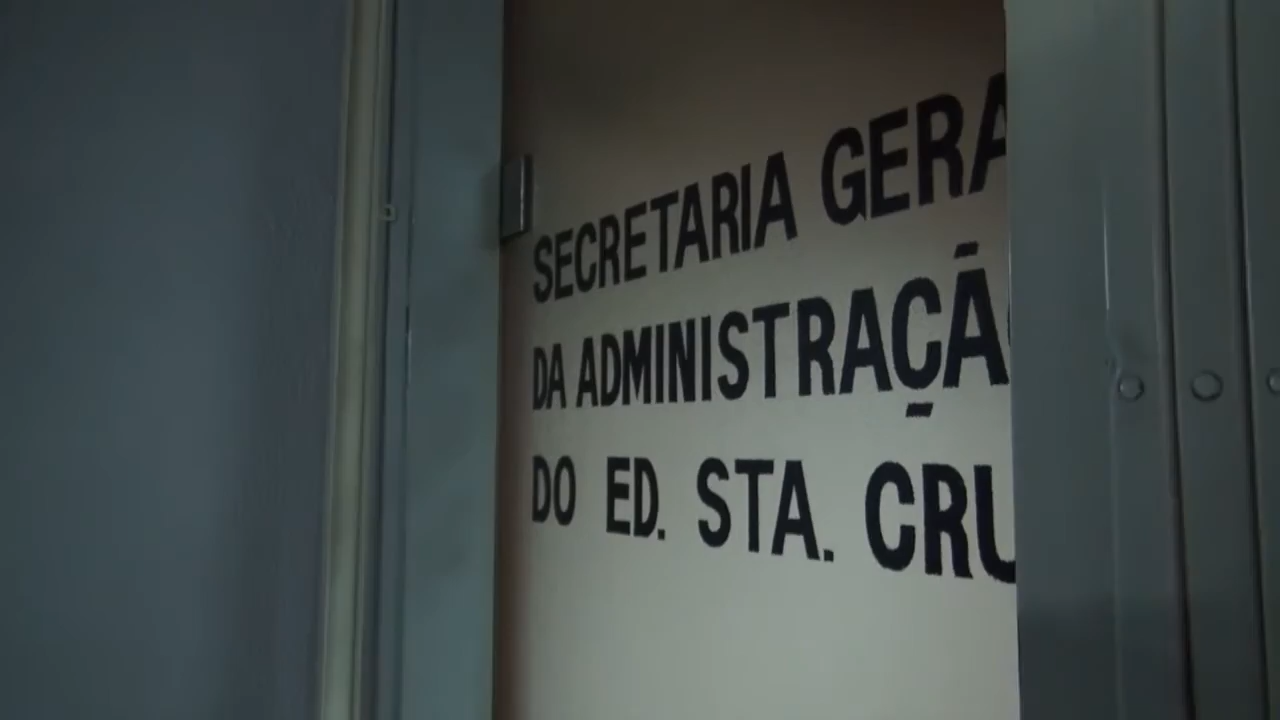 SECRETARIA GERA
DA ADMINISTRAÇÃ
DO ED. STA. CRU